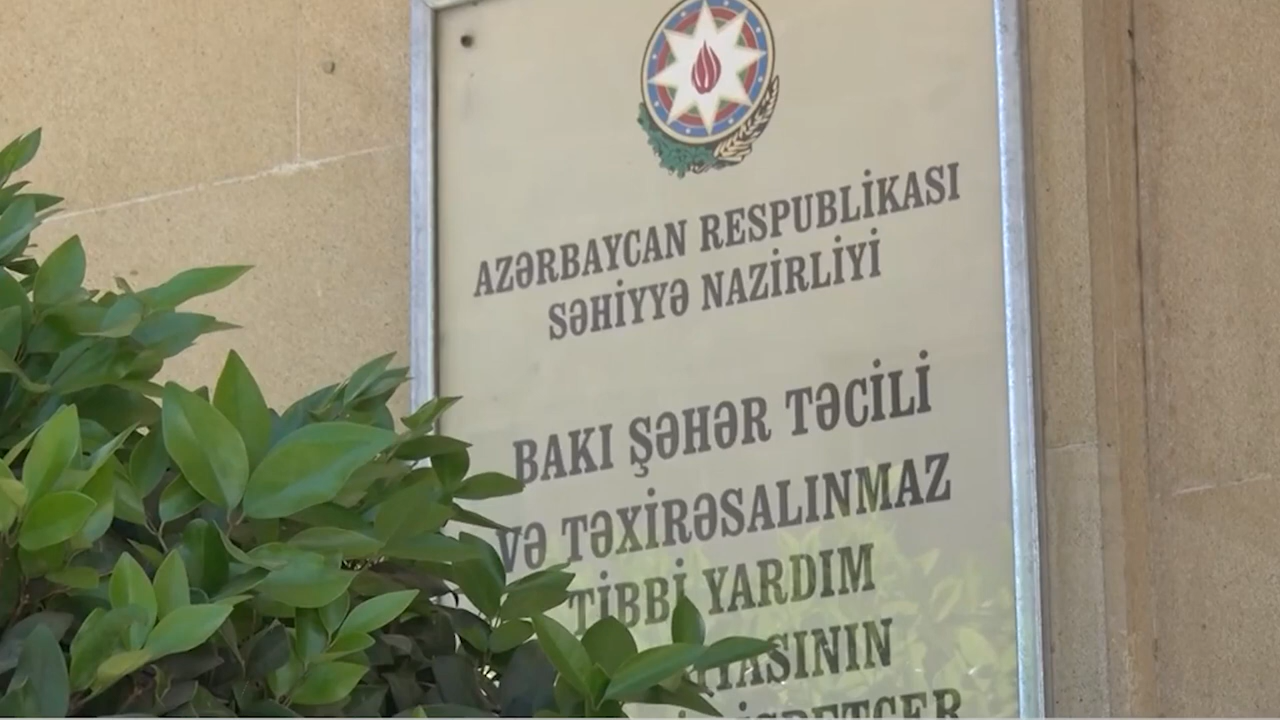 AZƏRBAYCAN RESPUBLİKASI
SƏHİYYƏ NAZİRLİYİ
BAKI ŞƏHƏR TƏCİLİ
VƏ TƏXİRƏSALINMAZ
TİBBİ YARDIM